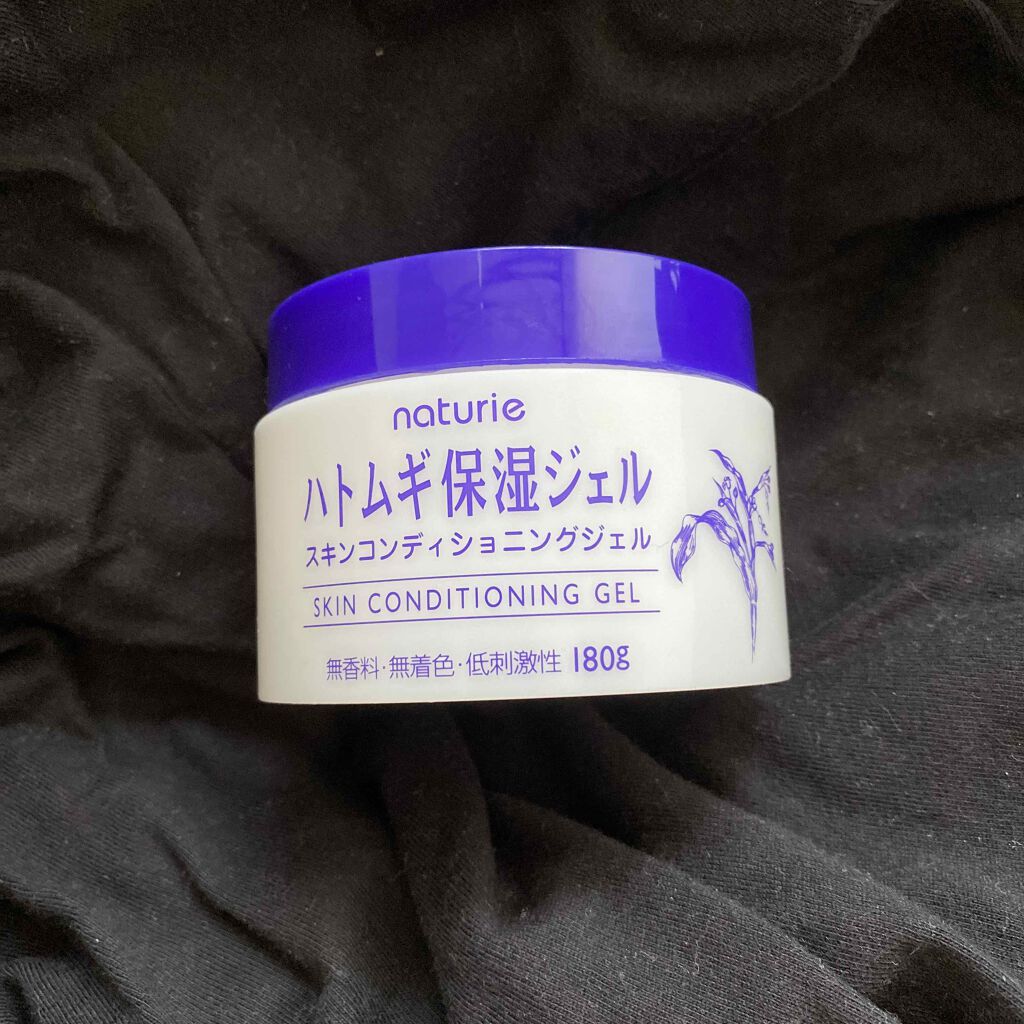 naturie
ハトムギ保湿ジェル
スキンコンディショニングジェル
SKIN CONDITIONING GEL
無香料・無着色・低刺激性 180g